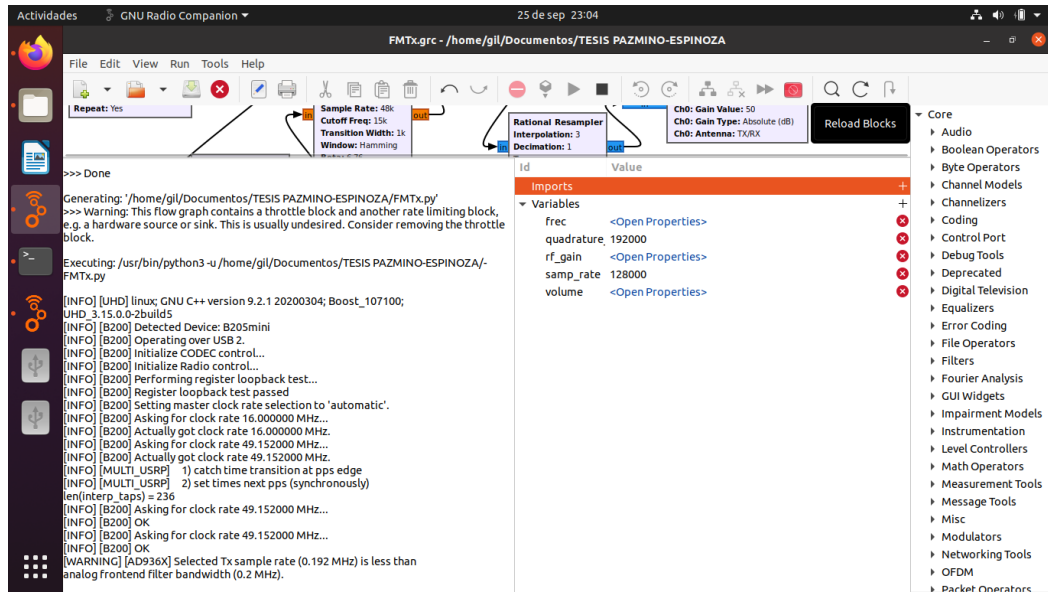 Actividades
GNU Radio Companion
25 de sep 23:04
FMTx.grc - /home/gil/Documentos/TESIS PAZMINO-ESPINOZA
File Edit View Run Tools Help
Repeat: Yes
in
Sample Rate: 48k
Cutoff Freq: 15k
Transition Width: 1k
Window: Hamming
out
Rational Resampler
Interpolation: 3
Decimation: 1
in
out
Ch0: Gain Value: 50
Ch0: Gain Type: Absolute (dB)
Ch0: Antenna: TX/RX
Reload Blocks
>>> Done
Generating: '/home/gil/Documentos/TESIS PAZMINO-ESPINOZA/FMTx.py'
>>> Warning: This flow graph contains a throttle block and another rate limiting block,
e.g. a hardware source or sink. This is usually undesired. Consider removing the throttle
block.
Executing: /usr/bin/python3 -u /home/gil/Documentos/TESIS PAZMINO-ESPINOZA/-
FMTx.py
[INFO] [UHD] linux; GNU C++ version 9.2.1 20200304; Boost_107100;
UHD_3.15.0.0-2build5
[INFO] [B200] Detected Device: B205mini
[INFO] [B200] Operating over USB 2.
[INFO] [B200] Initialize CODEC control...
[INFO] [B200] Initialize Radio control...
[INFO] [B200] Performing register loopback test...
[INFO] [B200] Register loopback test passed
[INFO] [B200] Setting master clock rate selection to 'automatic'.
[INFO] [B200] Asking for clock rate 16.000000 MHz...
[INFO] [B200] Actually got clock rate 16.000000 MHz.
[INFO] [B200] Asking for clock rate 49.152000 MHz...
[INFO] [B200] Actually got clock rate 49.152000 MHz.
[INFO] [MULTI_USRP] 1) catch time transition at pps edge
[INFO] [MULTI_USRP] 2) set times next pps (synchronously)
len(interp_taps) = 236
[INFO] [B200] Asking for clock rate 49.152000 MHz...
[INFO] [B200] OK
[INFO] [B200] Asking for clock rate 49.152000 MHz...
[INFO] [B200] OK
[WARNING] [AD936X] Selected Tx sample rate (0.192 MHz) is less than
analog frontend filter bandwidth (0.2 MHz).
Id Value
Imports
Variables
frec <Open Properties>
quadrature_ 192000
rf_gain <Open Properties>
samp_rate 128000
volume <Open Properties>
Core
Audio
Boolean Operators
Byte Operators
Channel Models
Channelizers
Coding
Control Port
Debug Tools
Deprecated
Digital Television
Equalizers
Error Coding
File Operators
Filters
Fourier Analysis
GUI Widgets
Impairment Models
Instrumentation
Level Controllers
Math Operators
Measurement Tools
Message Tools
Misc
Modulators
Networking Tools
OFDM
Packet Operators